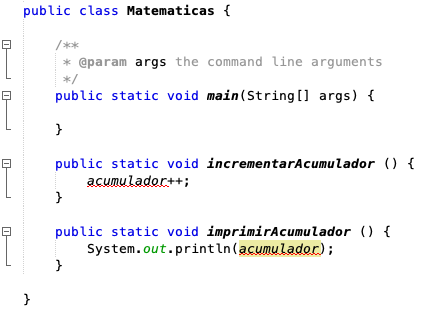 public class Matematicas {
/**
* @param args the command line arguments
*/
public static void main(String[] args) {
}
public static void incrementarAcumulador () {
acumulador++;
}
public static void imprimirAcumulador () {
System.out.println(acumulador);
}
}